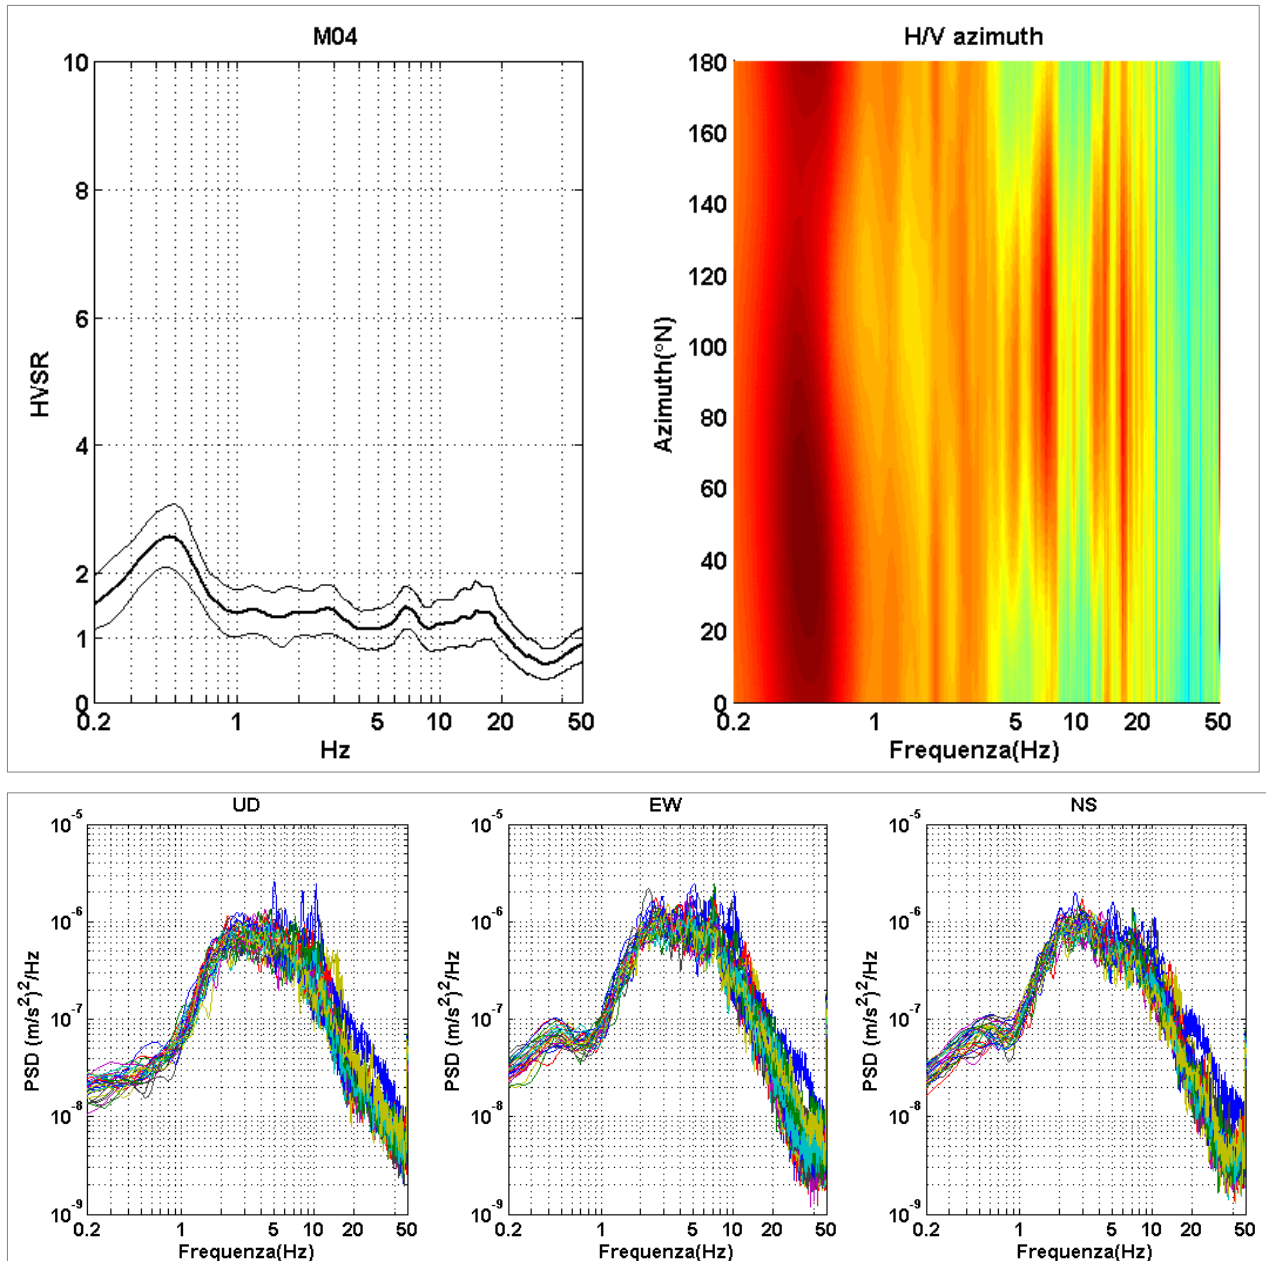 M04
10
8
6
4
2
1
0
HVSR
0.2 1 5 10 20 50
Hz
H/V azimuth
180
160
140
120
100
80
60
40
20
0
Azimuth(°N)
0.2 1 5 10 20 50
Frequenza(Hz)
UD
10-5
10-6
10-7
10-8
10-9
PSD (m/s2)2/Hz
0.2 1 5 10 50
Frequenza(Hz)
EW
10-5
10-6
10-7
10-8
10-9
PSD (m/s2)2/Hz
0.2 1 5 10 50
Frequenza(Hz)
NS
10-5
10-6
10-7
10-8
10-9
PSD (m/s2)2/Hz
0.2 1 5 10 50
Frequenza(Hz)